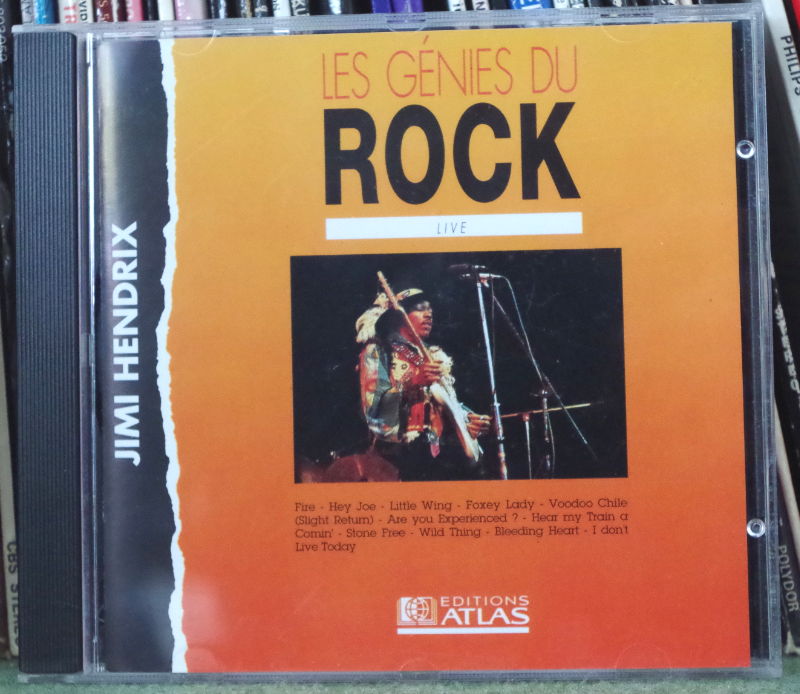 LES GÉNIES DU
ROCK
LIVE
JIMI HENDRIX
Fire - Hey Joe - Little Wing - Foxey Lady - Voodoo Chile
(Slight Return) - Are you Experienced ? - Hear my Train a
Comin' - Stone Free - Wild Thing - Bleeding Heart - I don't
Live Today
EDITIONS
ATLAS
PHILIPS
POLYDOR